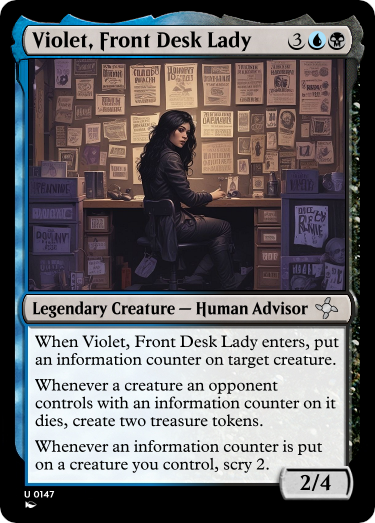 Violet, Front Desk Lady 3
Legendary Creature — Human Advisor
When Violet, Front Desk Lady enters, put
an information counter on target creature.
Whenever a creature an opponent
controls with an information counter on it
dies, create two treasure tokens.
Whenever an information counter is put
on a creature you control, scry 2.
2/4
U 0147